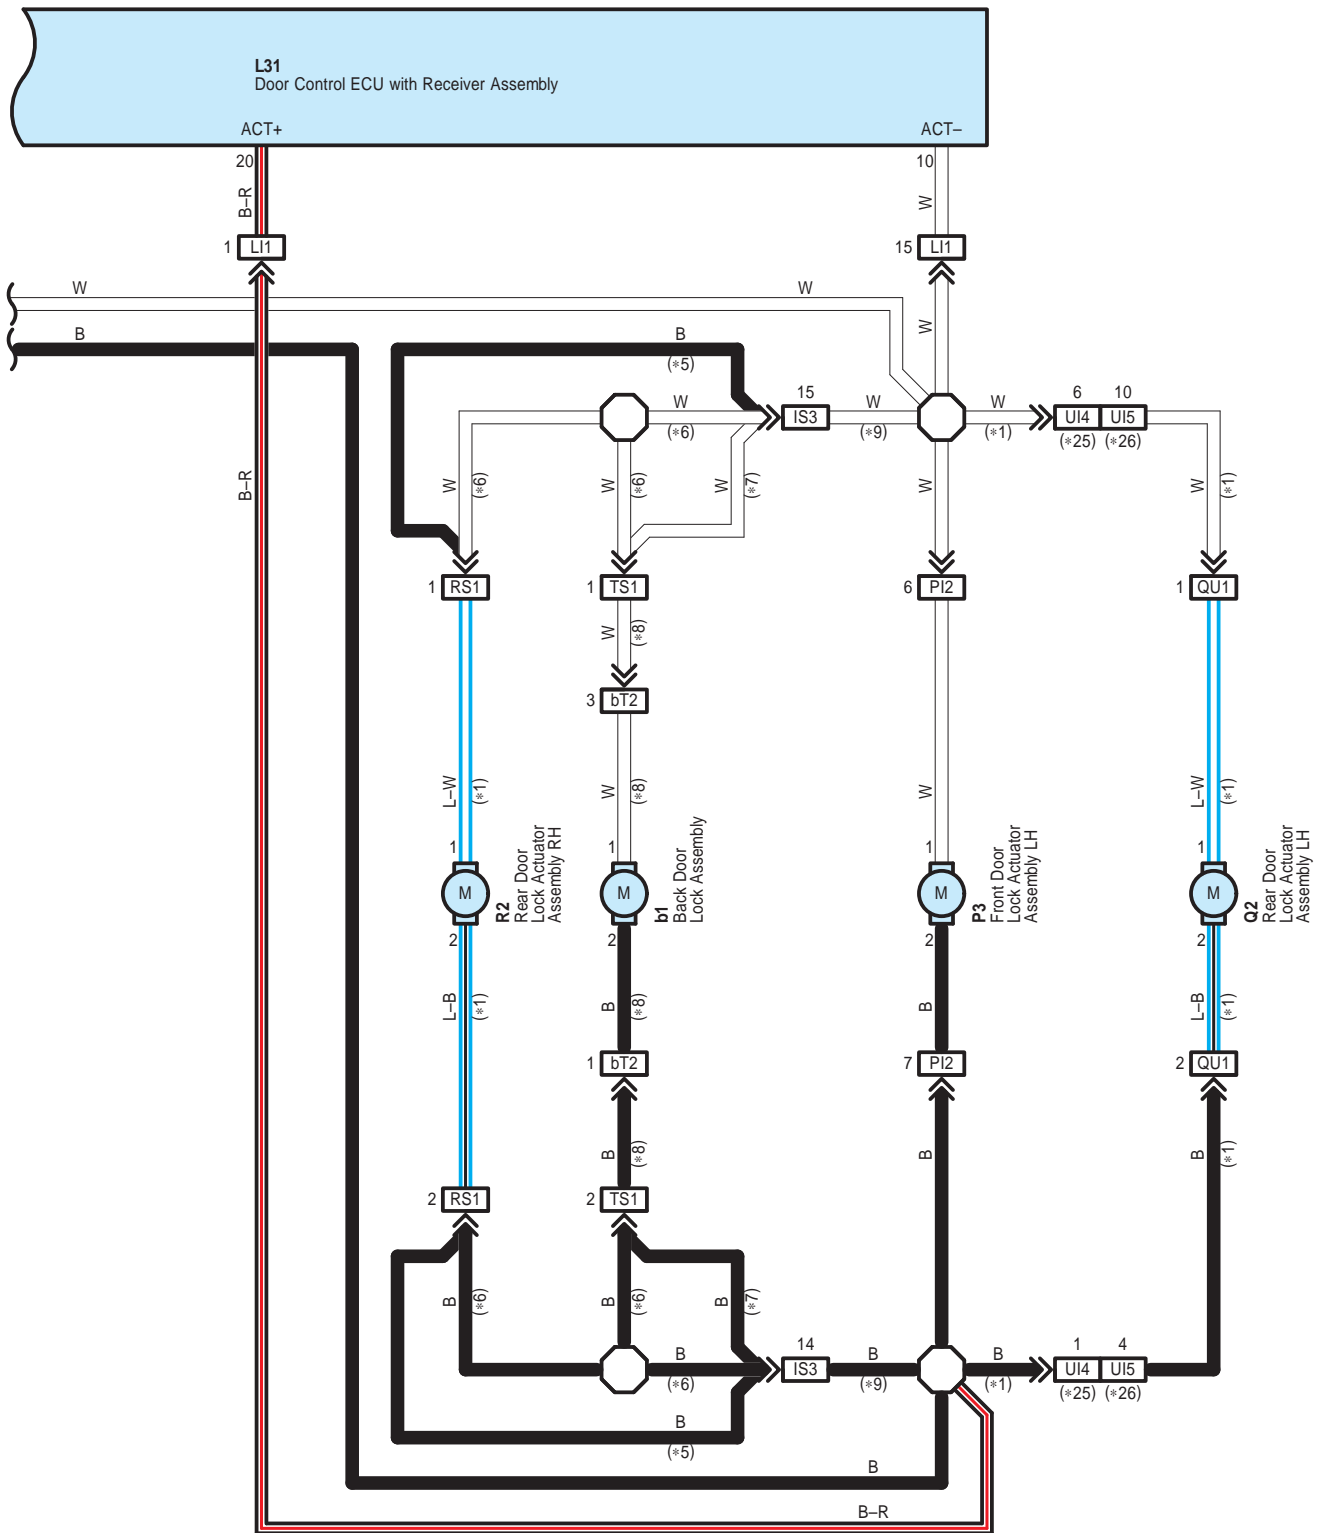 L31
Door Control ECU with Receiver Assembly
ACT+
ACT–
20
10
B–R
W
1 LI1
15 LI1
W
W
B
W
B
(*5)
15
6
10
W
IS3
W
W
UI4
UI5
(*6)
(*9)
(*1)
(*25)
(*26)
B–R
W
(*6)
W
(*6)
W
(*7)
W
W
(*1)
1 RS1
1 TS1
6 PI2
1 QU1
W
(*8)
3 bT2
L–W
(*1)
W
(*8)
W
L–W
(*1)
1
1
1
1
M
M
M
M
R2
Rear Door
Lock Actuator
Assembly RH
b1
Back Door
Lock Assembly
P3
Front Door
Lock Actuator
Assembly LH
Q2
Rear Door
Lock Actuator
Assembly LH
2
2
2
2
L–B
(*1)
B
(*8)
B
L–B
(*1)
1 bT2
7 PI2
2 QU1
B
(*8)
B
B
(*1)
2 RS1
2 TS1
B
(*6)
B
(*6)
B
(*7)
14
1
4
B
IS3
B
B
UI4
UI5
(*6)
(*9)
(*1)
(*25)
(*26)
B
(*5)
B
B–R